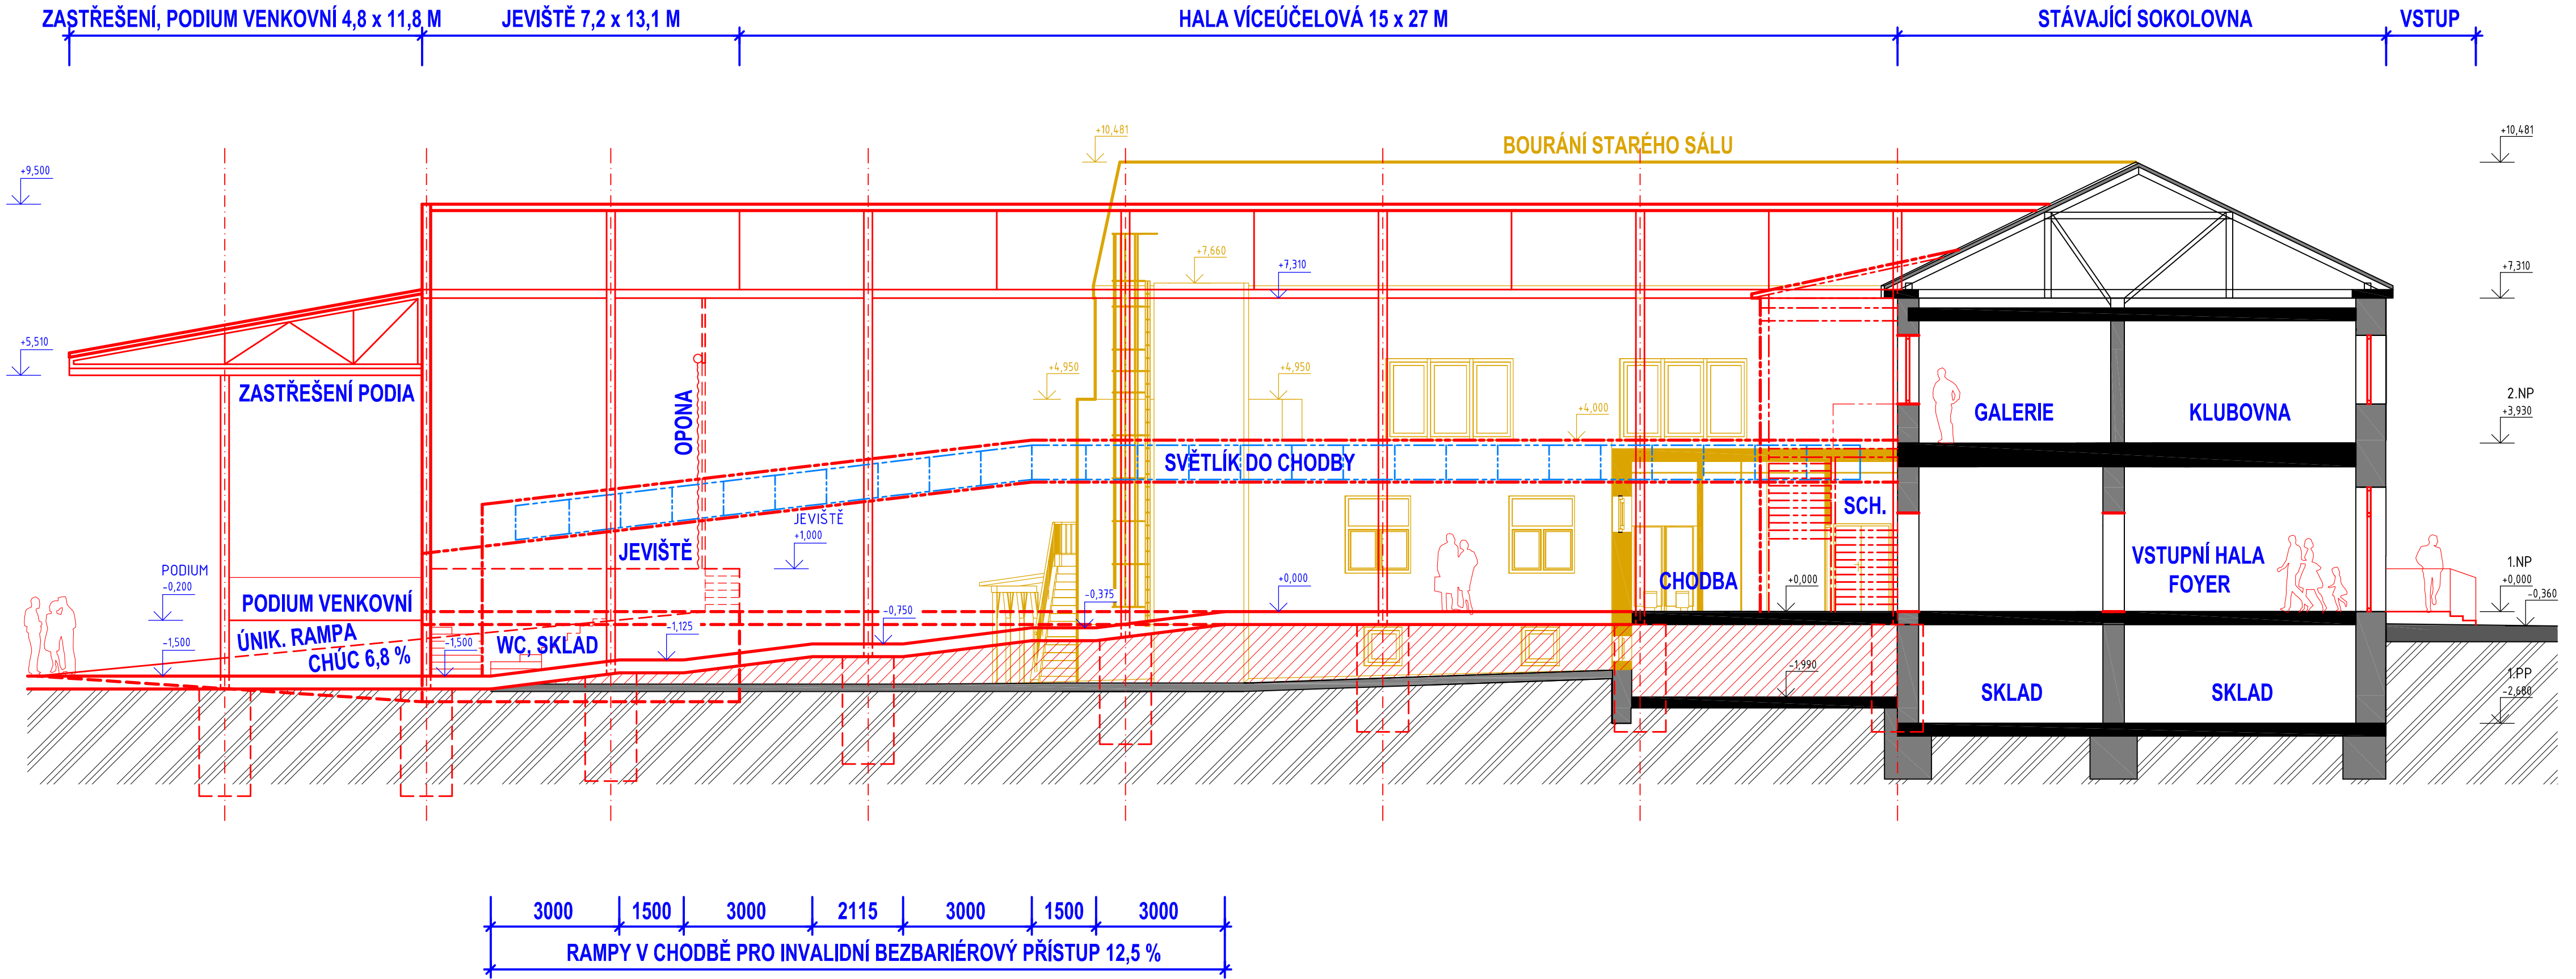 ZASTŘEŠENÍ, PODIUM VENKOVNÍ 4,8 x 11,8 M
JEVIŠTĚ 7,2 x 13,1 M
HALA VÍCEÚČELOVÁ 15 x 27 M
STÁVAJÍCÍ SOKOLOVNA
VSTUP
+10,481
BOURÁNÍ STARÉHO SÁLU
+10,481
+9,500
+7,660
+7,310
+7,310
+5,510
+4,950
+4,950
ZASTŘEŠENÍ PODIA
OPONA
+4,000
GALERIE
KLUBOVNA
2.NP
+3,930
SVĚTLÍK DO CHODBY
SCH.
JEVIŠTĚ
+1,000
JEVIŠTĚ
VSTUPNÍ HALA
FOYER
PODIUM
-0,200
CHODBA
+0,000
+0,000
1.NP
+0,000
-0,360
PODIUM VENKOVNÍ
-0,375
-0,750
ÚNIK. RAMPA
CHÚC 6,8 %
-1,500
-1,500
WC, SKLAD
-1,125
-1,990
SKLAD
SKLAD
1.PP
-2,680
3000
1500
3000
2115
3000
1500
3000
RAMPY V CHODBĚ PRO INVALIDNÍ BEZBARIÉROVÝ PŘÍSTUP 12,5 %